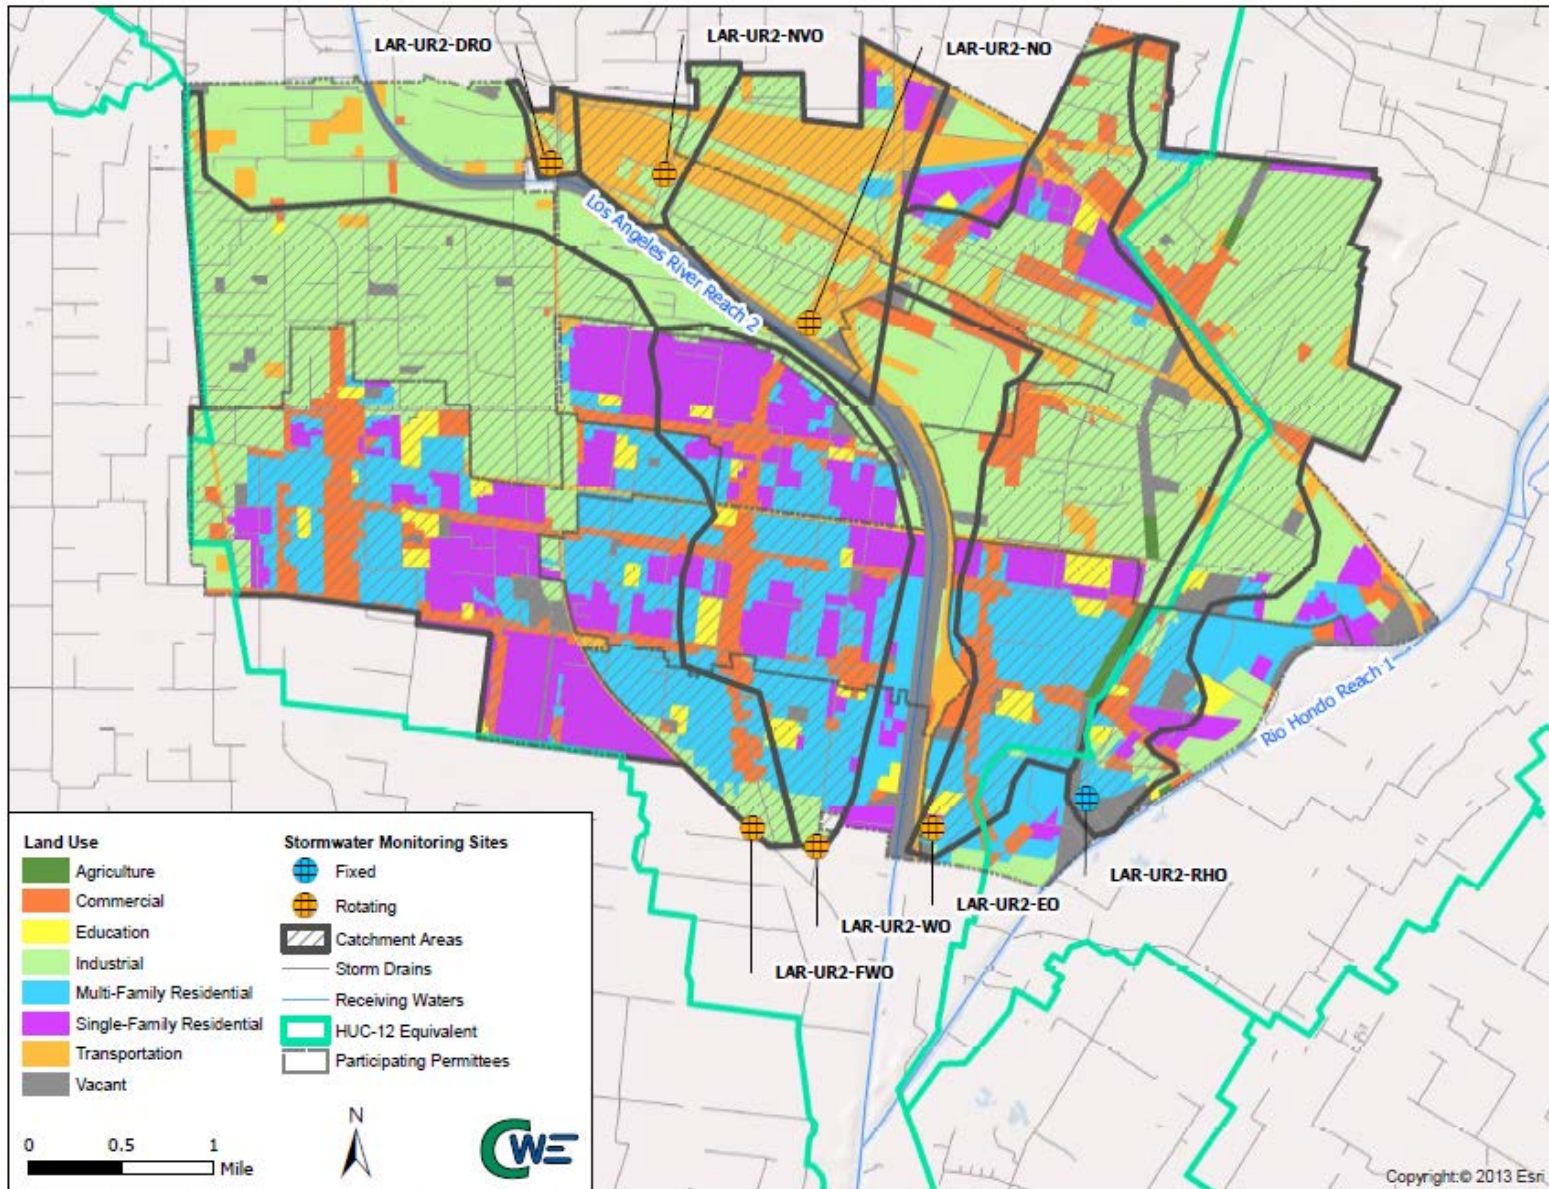 LAR-UR2-DRO
LAR-UR2-NVO
LAR-UR2-NO
Los Angeles River Reach 2
Rio Hondo Reach 1
LAR-UR2-RHO
LAR-UR2-EO
LAR-UR2-WO
LAR-UR2-FWO
Land Use
Agriculture
Commercial
Education
Industrial
Multi-Family Residential
Single-Family Residential
Transportation
Vacant
Stormwater Monitoring Sites
Fixed
Rotating
Catchment Areas
Storm Drains
Receiving Waters
HUC-12 Equivalent
Participating Permittees
0 0.5 1
Mile
N
CWE
Copyright:© 2013 Esri